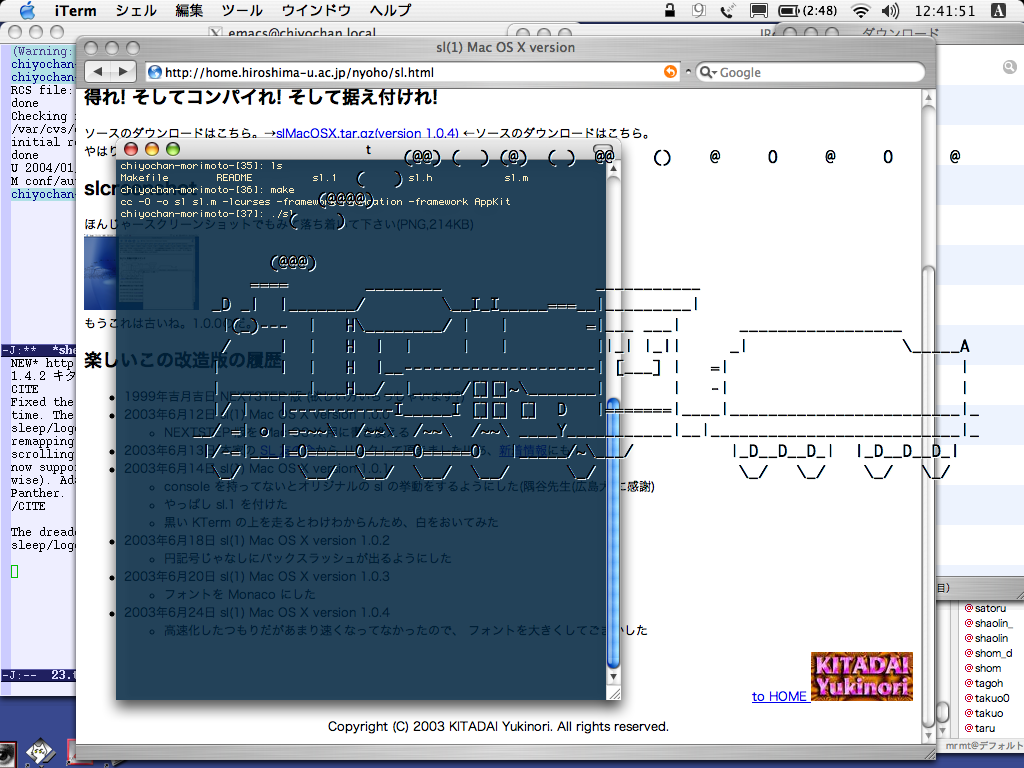 iTerm シェル 編集 ツール ウインドウ ヘルプ
(2:48) 12:41:51 A
emacs@chiyochan.local
ダウンロード
sl(1) Mac OS X version
http://home.hiroshima-u.ac.jp/nyoho/sl.html
Google
(Warning:
chiyochan-
chiyochan-
RCS file:
done
Checking
/var/cvs/
initial re
done
U 2004/01
M conf/au
chiyochan-
得れ! そしてコンパイれ! そして据え付けれ!
ソースのダウンロードはこちら。→slMacOSX.tar.gz(version 1.0.4) ←ソースのダウンロードはこちら。
やはり
t
chiyochan-morimoto-[35]: ls
Makefile README sl.1 sl.h sl.m
chiyochan-morimoto-[36]: make
cc -O -o sl sl.m -lcurses -framework Foundation -framework AppKit
chiyochan-morimoto-[37]: ./sl
slscreenshot
ほんじゃースクリーンショットでもみて落ち着いて下さい(PNG,214KB)
もうこれは古いね。1.0.0
楽しいこの改造版の履歴
1999年吉月吉日 NEXTSTEP 版
2003年6月12日 sl(1) Mac OS X version 1.0.0
2003年6月13日
2003年6月14日 sl(1) Mac OS X version 1.0.1
console を持ってないとオリジナルの sl の挙動をするようにした(隅谷先生(広島大に感謝)
やっぱし sl.1 を付けた
黒い KTerm の上を走るとわけわからんため、白をおいてみた
2003年6月18日 sl(1) Mac OS X version 1.0.2
円記号じゃなしにバックスラッシュが出るようにした
2003年6月20日 sl(1) Mac OS X version 1.0.3
フォントを Monaco にした
2003年6月24日 sl(1) Mac OS X version 1.0.4
高速化したつもりだがあまり速くなってなかったので、 フォントを大きくしてごまかした
-J:** *she
NEW* http
1.4.2 キタ
CITE
Fixed the
time. The
sleep/logo
remapping
scrolling
now suppo
wise). Ada
Panther.
/CITE
The dread
sleep/logo
-J:-- 23.t
KITADAI
Yukinori
to HOME
Copyright (C) 2003 KITADAI Yukinori. All rights reserved.
satoru
shaolin_
shaolin
shom_d
shom
tagoh
takuo0
takuo
taru
mrmt@デフォルト